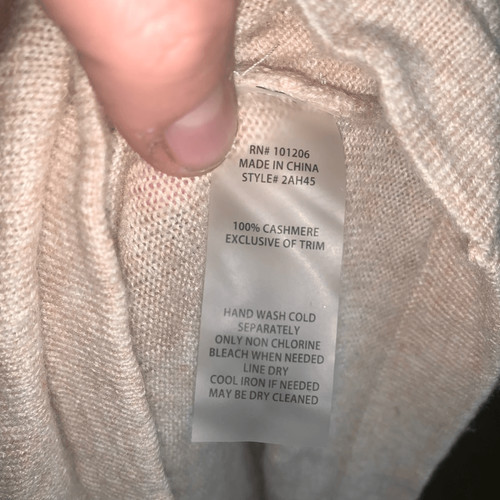 RN# 101206
MADE IN CHINA
STYLE# 2AH45
100% CASHMERE
EXCLUSIVE OF TRIM
HAND WASH COLD
SEPARATELY
ONLY NON CHLORINE
BLEACH WHEN NEEDED
LINE DRY
COOL IRON IF NEEDED
MAY BE DRY CLEANED